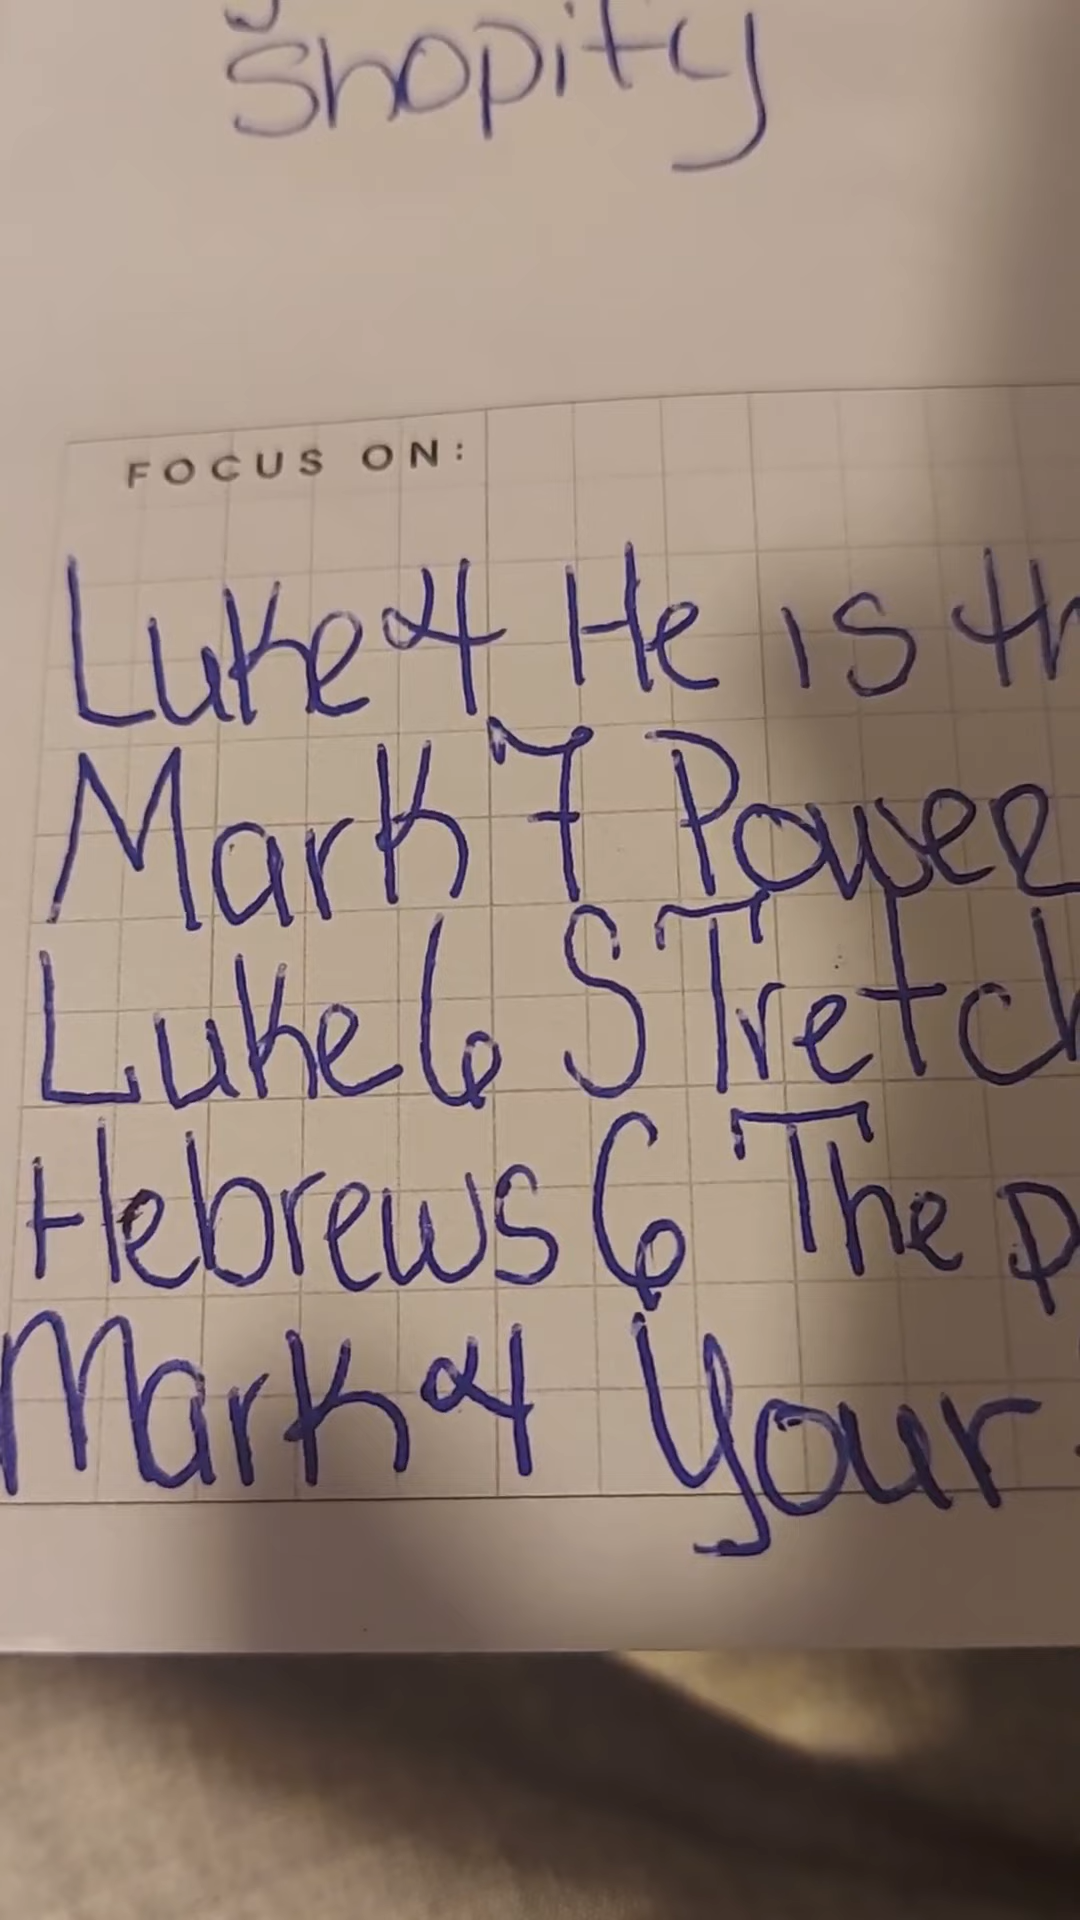 Shopify
FOCUS ON:
Luke 4 He is th
Mark 7 Power
Luke 6 STretch
Hebrews 6 The p
Mark 4 Your